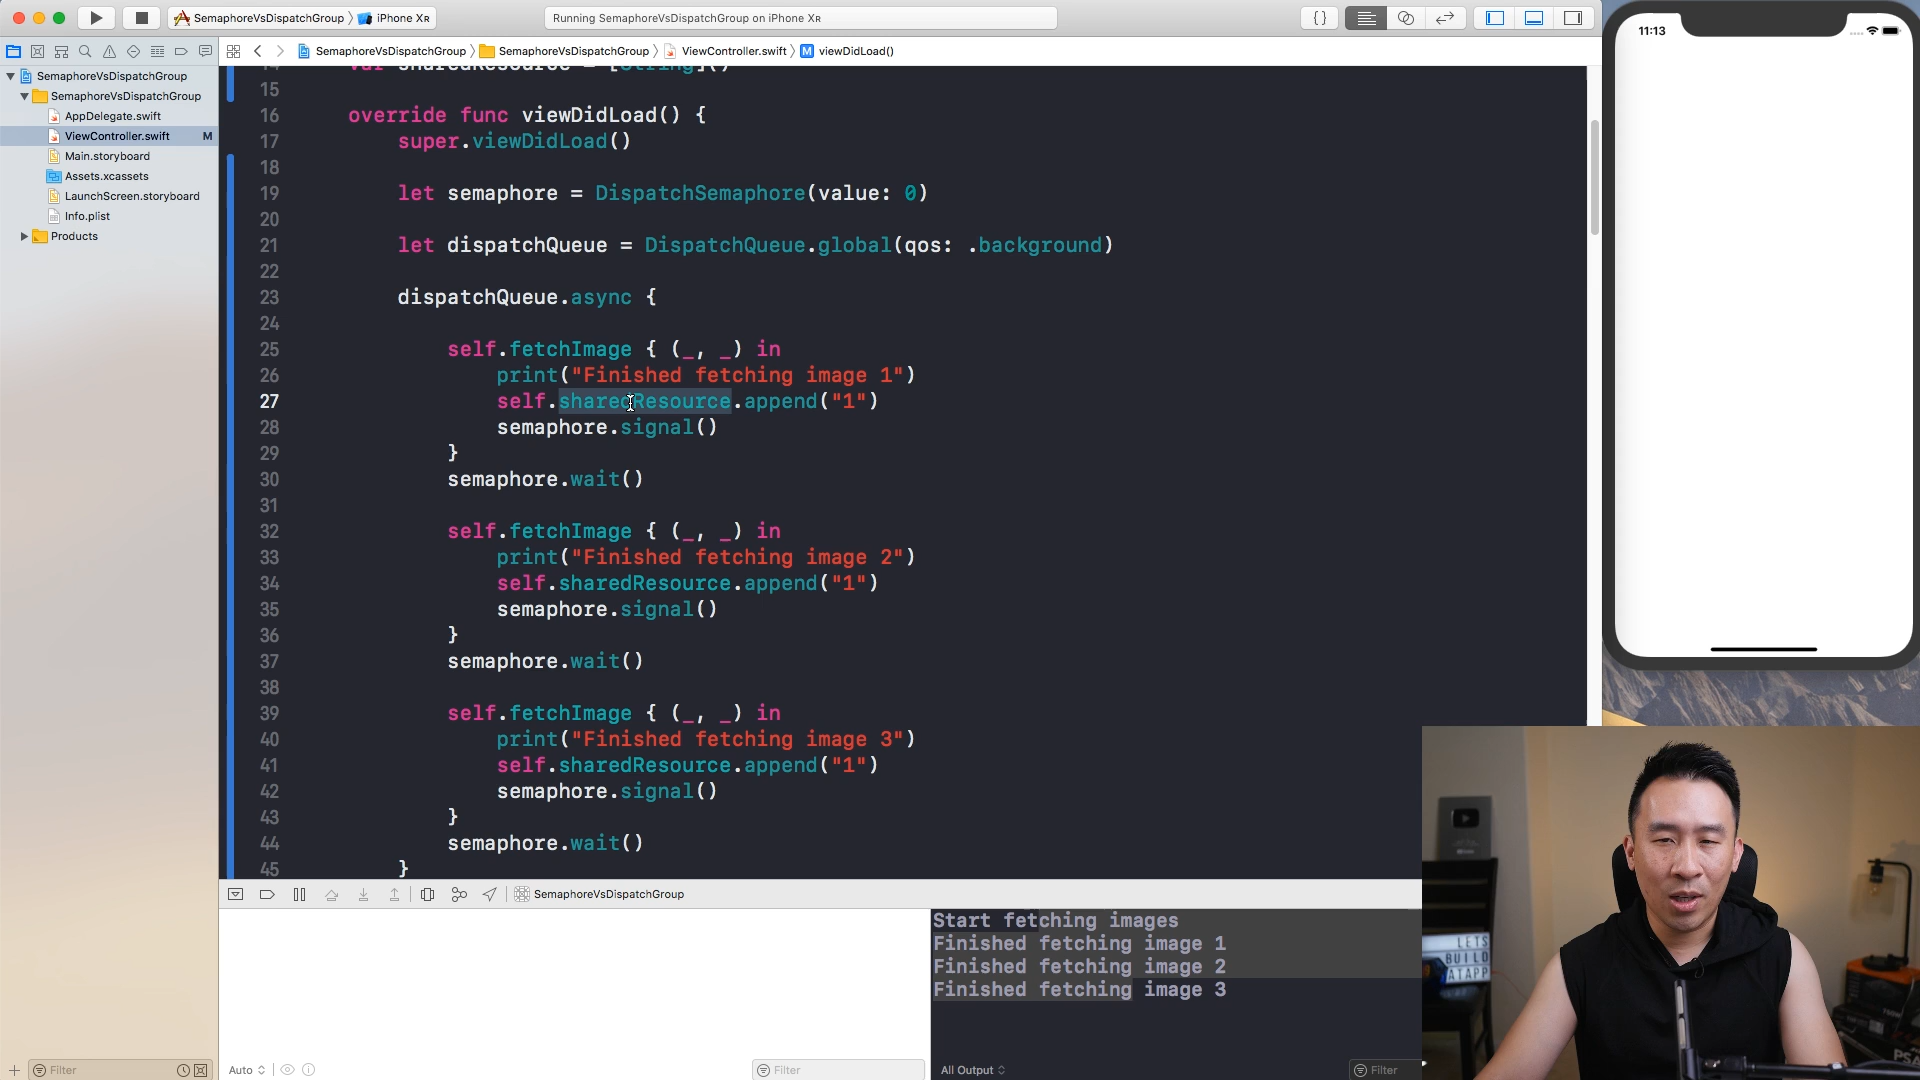 SemaphoreVsDispatchGroup iPhone XR
Running SemaphoreVsDispatchGroup on iPhone XR
11:13
SemaphoreVsDispatchGroup SemaphoreVsDispatchGroup ViewController.swift M viewDidLoad()
SemaphoreVsDispatchGroup
SemaphoreVsDispatchGroup
AppDelegate.swift
ViewController.swift M
Main.storyboard
Assets.xcassets
LaunchScreen.storyboard
Info.plist
Products
14 var sharedResource = [String]()
15
16 override func viewDidLoad() {
17 super.viewDidLoad()
18
19 let semaphore = DispatchSemaphore(value: 0)
20
21 let dispatchQueue = DispatchQueue.global(qos: .background)
22
23 dispatchQueue.async {
24
25 self.fetchImage { (_, _) in
26 print("Finished fetching image 1")
27 self.sharedResource.append("1")
28 semaphore.signal()
29 }
30 semaphore.wait()
31
32 self.fetchImage { (_, _) in
33 print("Finished fetching image 2")
34 self.sharedResource.append("1")
35 semaphore.signal()
36 }
37 semaphore.wait()
38
39 self.fetchImage { (_, _) in
40 print("Finished fetching image 3")
41 self.sharedResource.append("1")
42 semaphore.signal()
43 }
44 semaphore.wait()
45 }
SemaphoreVsDispatchGroup
Start fetching images
Finished fetching image 1
Finished fetching image 2
Finished fetching image 3
Filter
Auto
Filter
All Output
Filter
LETS
BUILD
ATAPP